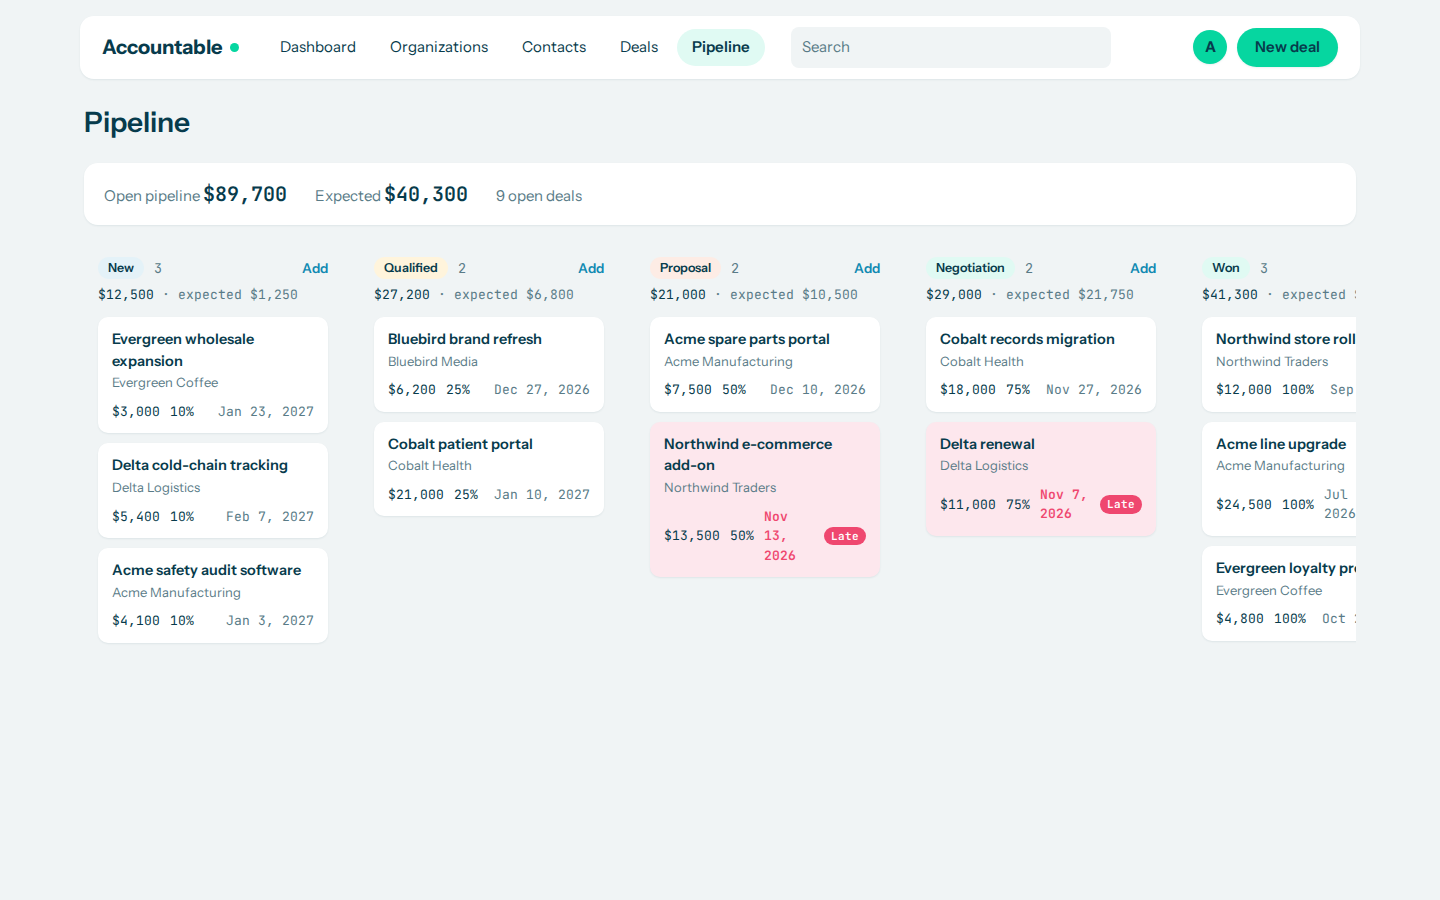 Accountable
Dashboard
Organizations
Contacts
Deals
Pipeline
Search
A
New deal
Pipeline
Open pipeline $89,700
Expected $40,300
9 open deals
New 3 Add
$12,500 · expected $1,250
Evergreen wholesale
expansion
Evergreen Coffee
$3,000 10% Jan 23, 2027
Delta cold-chain tracking
Delta Logistics
$5,400 10% Feb 7, 2027
Acme safety audit software
Acme Manufacturing
$4,100 10% Jan 3, 2027
Qualified 2 Add
$27,200 · expected $6,800
Bluebird brand refresh
Bluebird Media
$6,200 25% Dec 27, 2026
Cobalt patient portal
Cobalt Health
$21,000 25% Jan 10, 2027
Proposal 2 Add
$21,000 · expected $10,500
Acme spare parts portal
Acme Manufacturing
$7,500 50% Dec 10, 2026
Northwind e-commerce
add-on
Northwind Traders
$13,500 50% Nov
13,
2026
Late
Negotiation 2 Add
$29,000 · expected $21,750
Cobalt records migration
Cobalt Health
$18,000 75% Nov 27, 2026
Delta renewal
Delta Logistics
$11,000 75% Nov 7,
2026
Late
Won 3
$41,300 · expected
Northwind store roll
Northwind Traders
$12,000 100% Sep
Acme line upgrade
Acme Manufacturing
$24,500 100% Jul
2026
Evergreen loyalty
Evergreen Coffee
$4,800 100% Oct